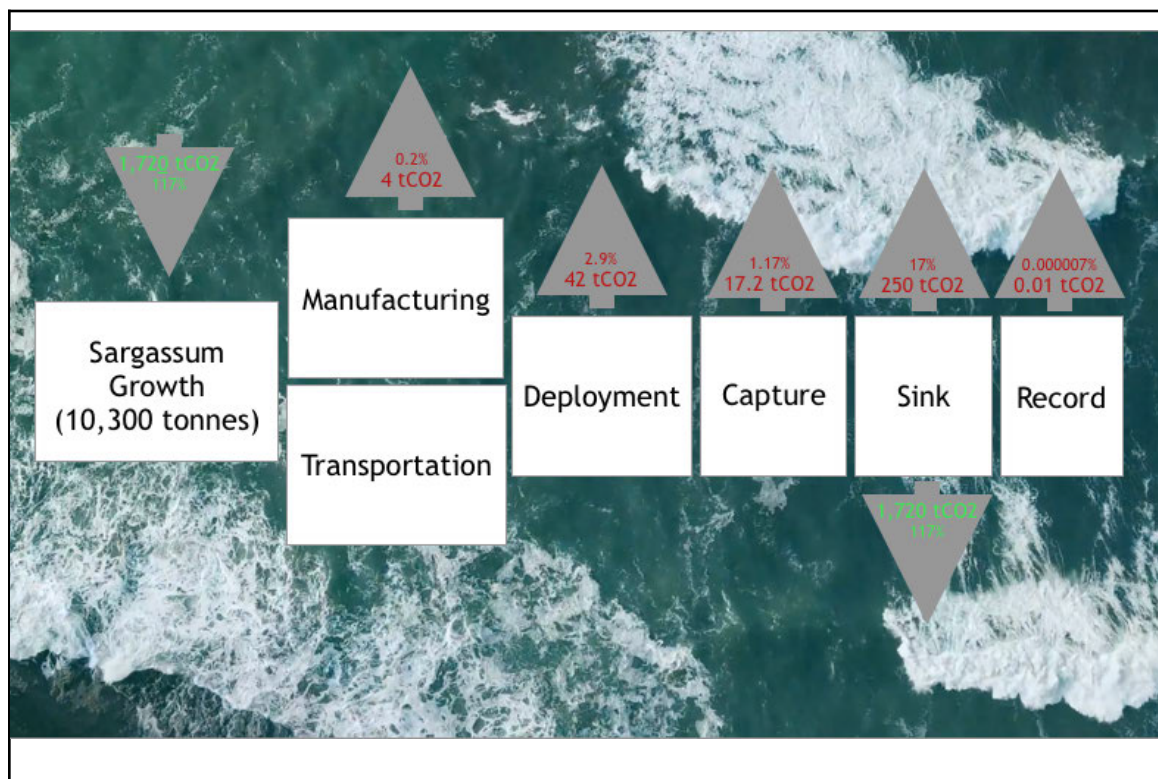 1,720 tCO2
117%
Sargassum
Growth
(10,300 tonnes)
0.2%
4 tCO2
Manufacturing
Transportation
2.9%
42 tCO2
Deployment
1.17%
17.2 tCO2
Capture
17%
250 tCO2
Sink
1,720 tCO2
117%
0.000007%
0.01 tCO2
Record